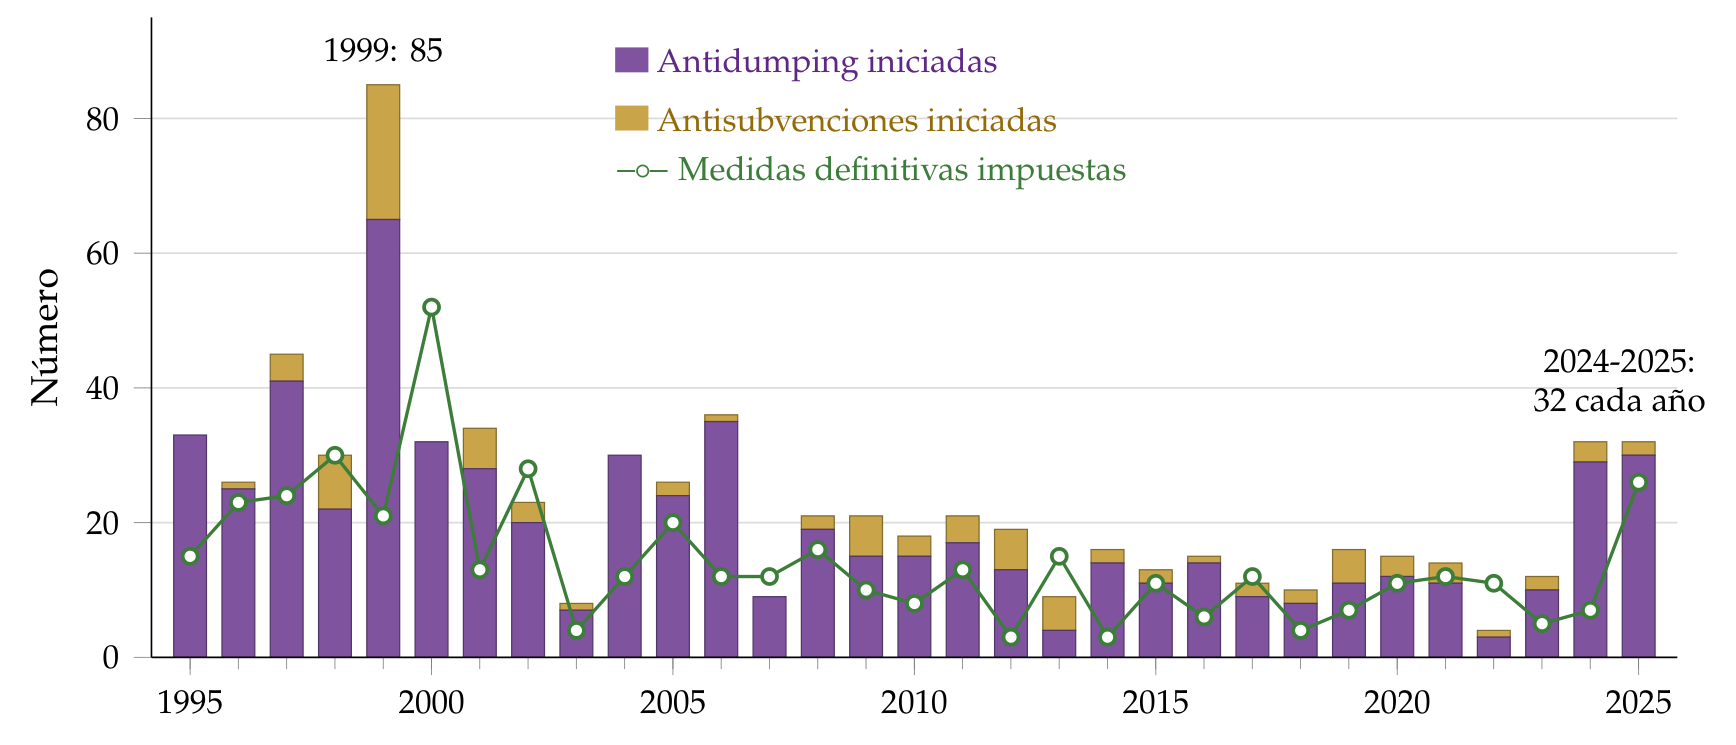 1999: 85
Antidumping iniciadas
Antisubvenciones iniciadas
Medidas definitivas impuestas
2024-2025:
32 cada año
Número
80
60
40
20
0
1995 2000 2005 2010 2015 2020 2025